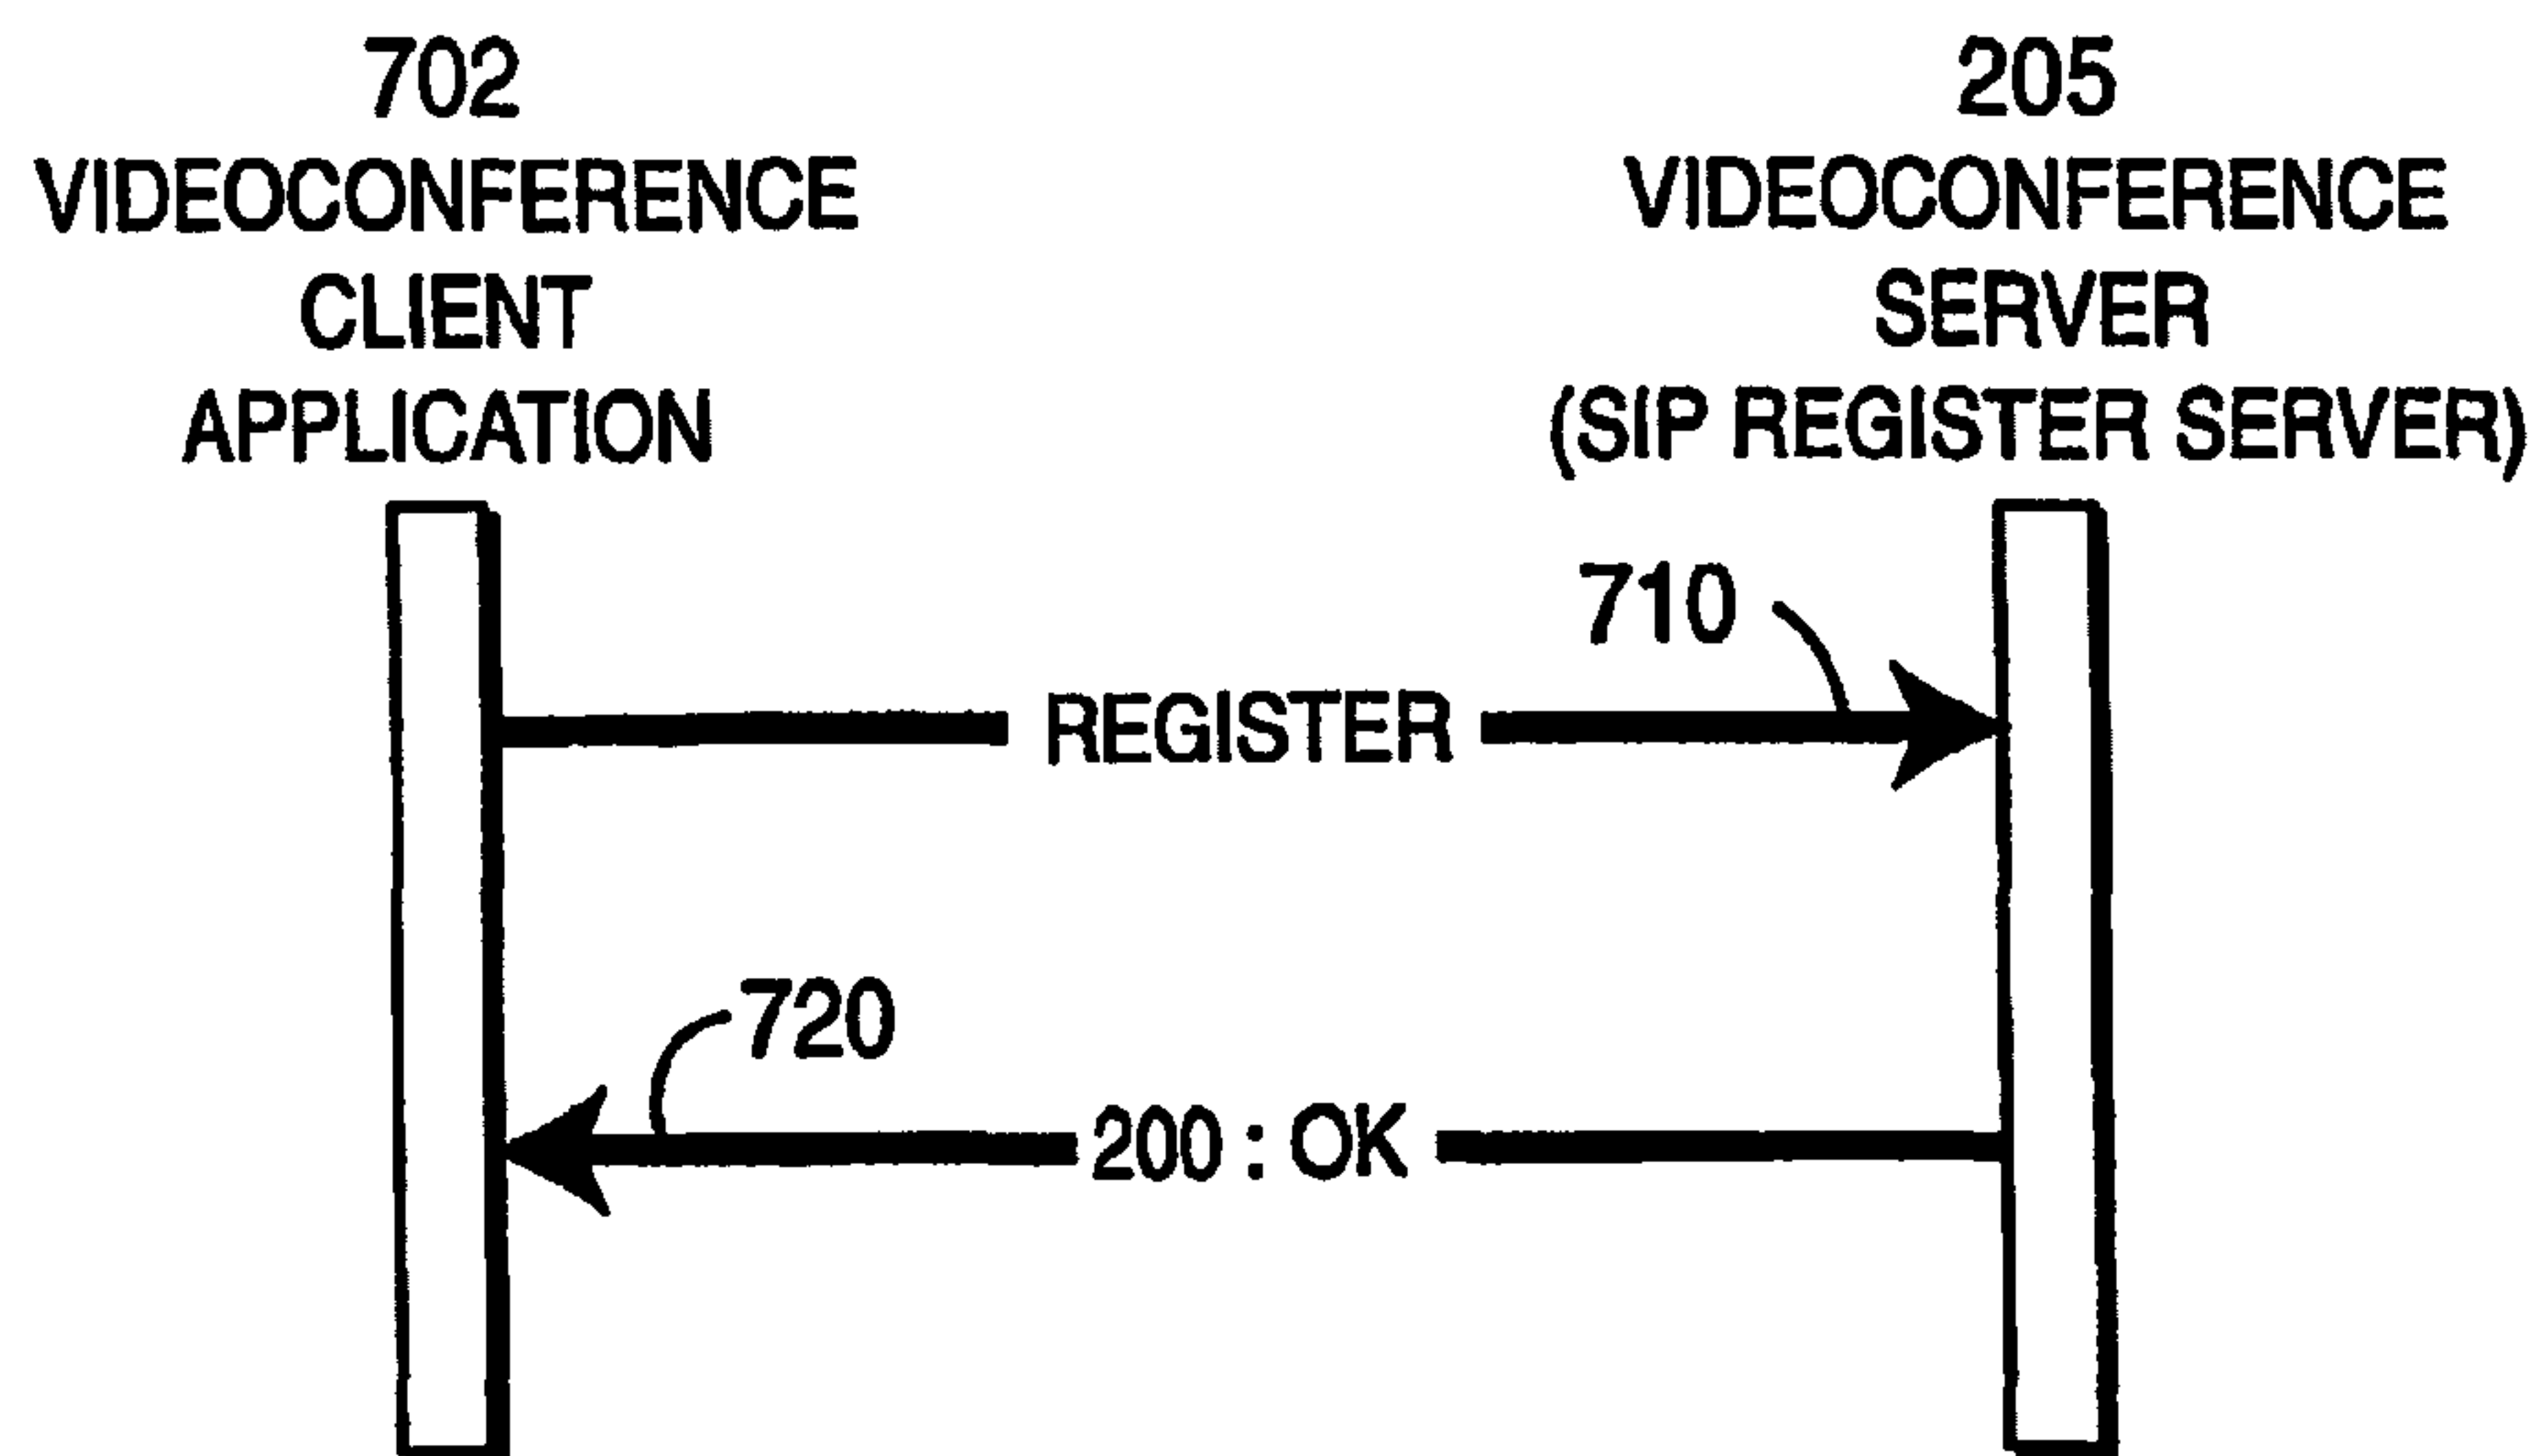 702
VIDEOCONFERENCE
CLIENT
APPLICATION
205
VIDEOCONFERENCE
SERVER
(SIP REGISTER SERVER)
710
REGISTER
720
200 : OK